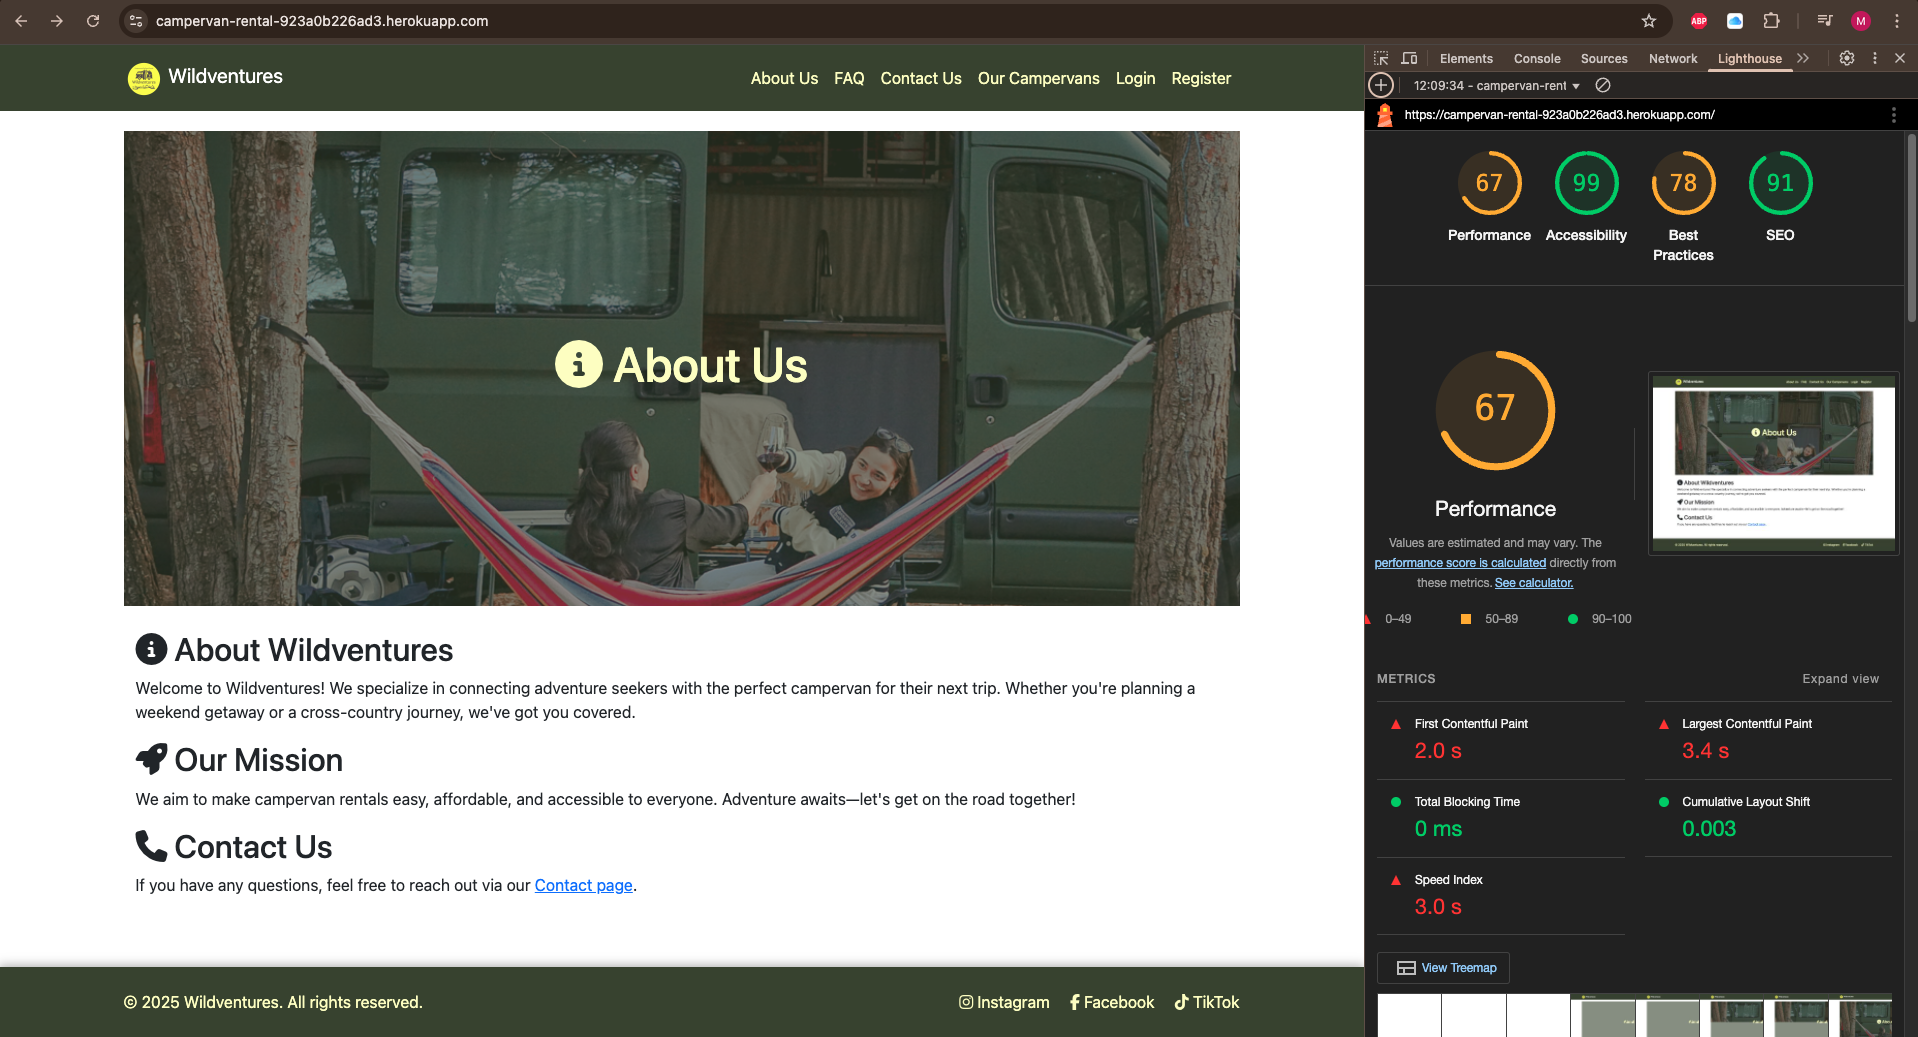 campervan-rental-923a0b226ad3.herokuapp.com
ABP
M
Wildventures
About Us FAQ Contact Us Our Campervans Login Register
About Us
About Wildventures
Welcome to Wildventures! We specialize in connecting adventure seekers with the perfect campervan for their next trip. Whether you're planning a
weekend getaway or a cross-country journey, we've got you covered.
Our Mission
We aim to make campervan rentals easy, affordable, and accessible to everyone. Adventure awaits—let's get on the road together!
Contact Us
If you have any questions, feel free to reach out via our Contact page.
© 2025 Wildventures. All rights reserved.
Instagram Facebook TikTok
Elements Console Sources Network Lighthouse
12:09:34 - campervan-rent
https://campervan-rental-923a0b226ad3.herokuapp.com/
67 99 78 91
Performance Accessibility Best Practices SEO
67
Performance
Values are estimated and may vary. The
performance score is calculated directly from
these metrics. See calculator.
0–49 50–89 90–100
About Us
About Wildventures
Our Mission
Contact Us
METRICS
Expand view
First Contentful Paint
2.0 s
Largest Contentful Paint
3.4 s
Total Blocking Time
0 ms
Cumulative Layout Shift
0.003
Speed Index
3.0 s
View Treemap